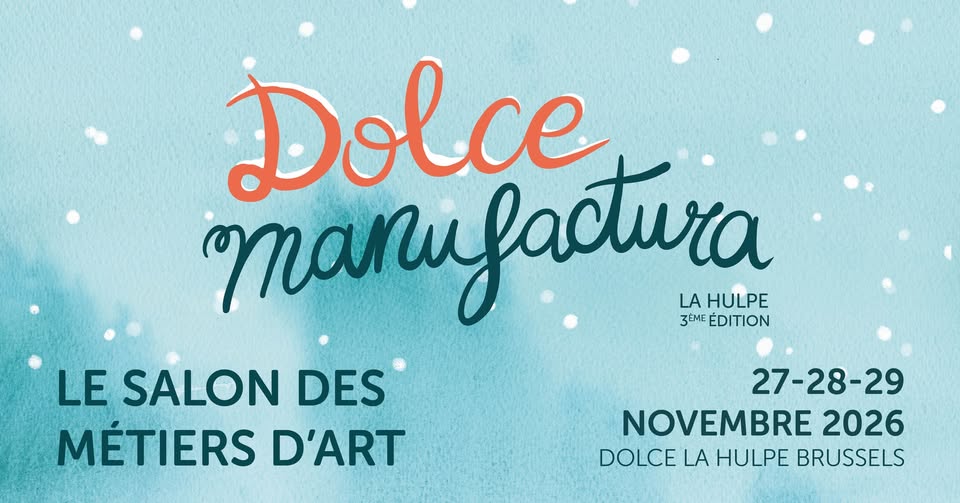 Dolce
manufactura
LA HULPE
3ÈME ÉDITION
LE SALON DES
MÉTIERS D'ART
27-28-29
NOVEMBRE 2026
DOLCE LA HULPE BRUSSELS